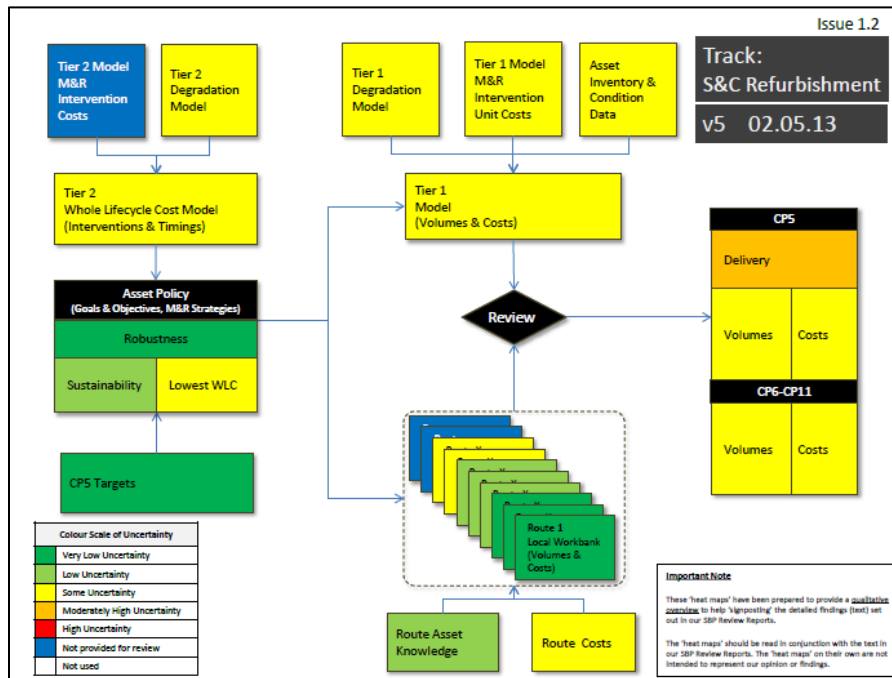 Issue 1.2
Track:
S&C Refurbishment
v5 02.05.13
Tier 2 Model
M&R
Intervention
Costs
Tier 2
Degradation
Model
Tier 1
Degradation
Model
Tier 1 Model
M&R
Intervention
Unit Costs
Asset
Inventory &
Condition
Data
Tier 2
Whole Lifecycle Cost Model
(Interventions & Timings)
Tier 1
Model
(Volumes & Costs)
Asset Policy
(Goals & Objectives, M&R Strategies)
Robustness
Sustainability
Lowest WLC
CP5 Targets
Review
CP5
Delivery
Volumes
Costs
CP6-CP11
Volumes
Costs
Route 1
Local Workbank
(Volumes &
Costs)
Route Asset
Knowledge
Route Costs
Colour Scale of Uncertainty
Very Low Uncertainty
Low Uncertainty
Some Uncertainty
Moderately High Uncertainty
High Uncertainty
Not provided for review
Not used
Important Note
These 'heat maps' have been prepared to provide a qualitative
overview to help 'signposting' the detailed findings (text) set
out in our SBP Review Reports.
The 'heat maps' should be read in conjunction with the text in
our SBP Review Reports. The 'heat maps' on their own are not
intended to represent our opinion or findings.